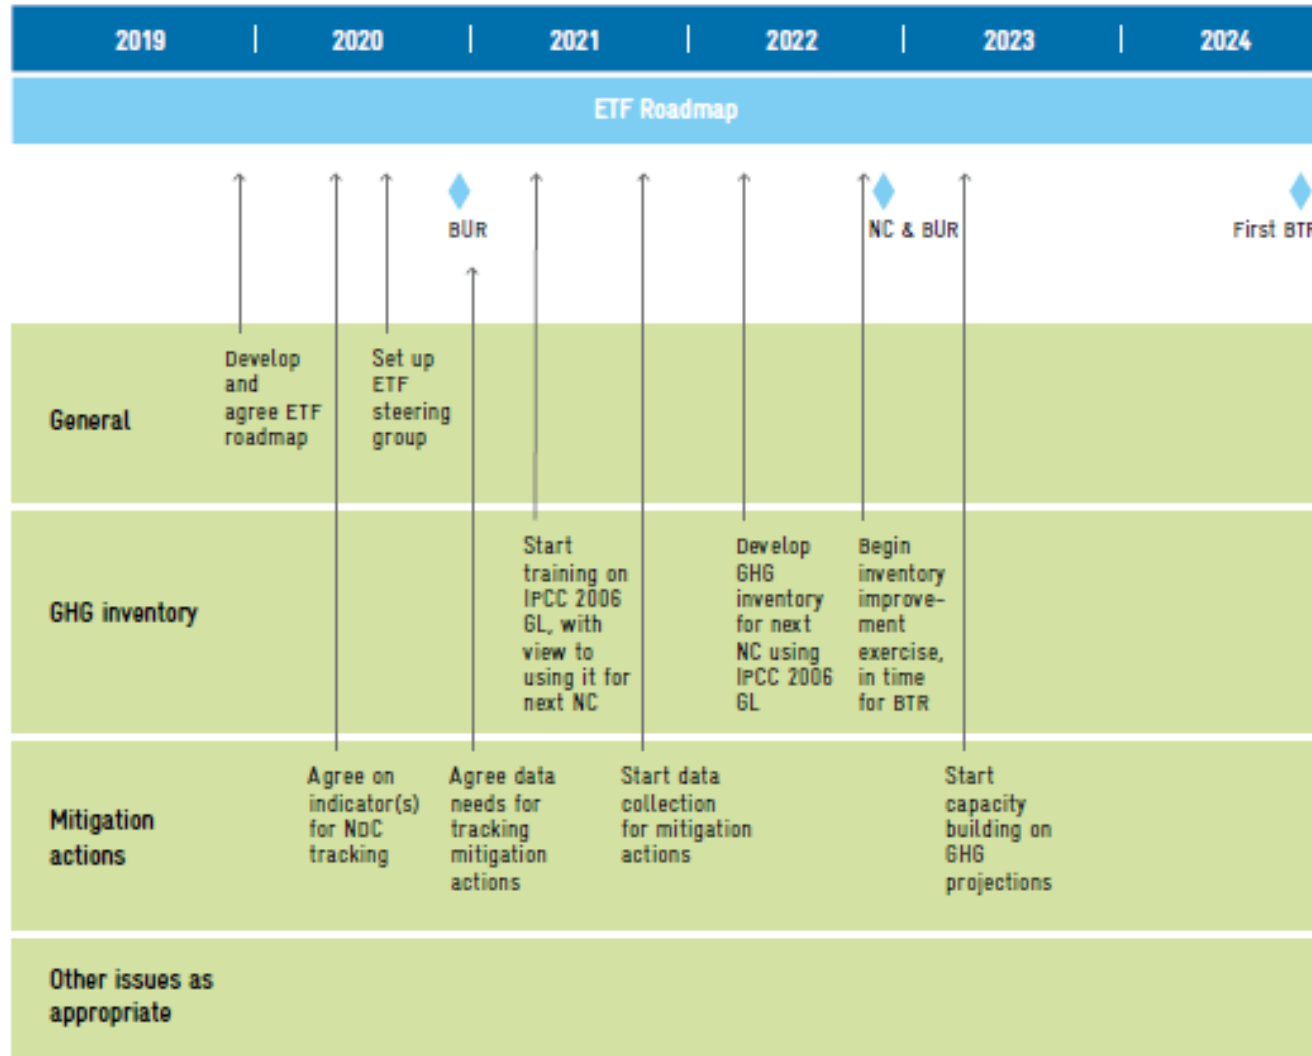 2019 | 2020 | 2021 | 2022 | 2023 | 2024
ETF Roadmap
BUR
NC & BUR
First BTR
General
Develop
and
agree ETF
roadmap
Set up
ETF
steering
group
GHG inventory
Start
training on
IPCC 2006
GL, with
view to
using it for
next NC
Develop
GHG
inventory
for next
NC using
IPCC 2006
GL
Begin
inventory
improve-
ment
exercise,
in time
for BTR
Mitigation
actions
Agree on
indicator(s)
for NDC
tracking
Agree data
needs for
tracking
mitigation
actions
Start data
collection
for mitigation
actions
Start
capacity
building on
GHG
projections
Other issues as
appropriate